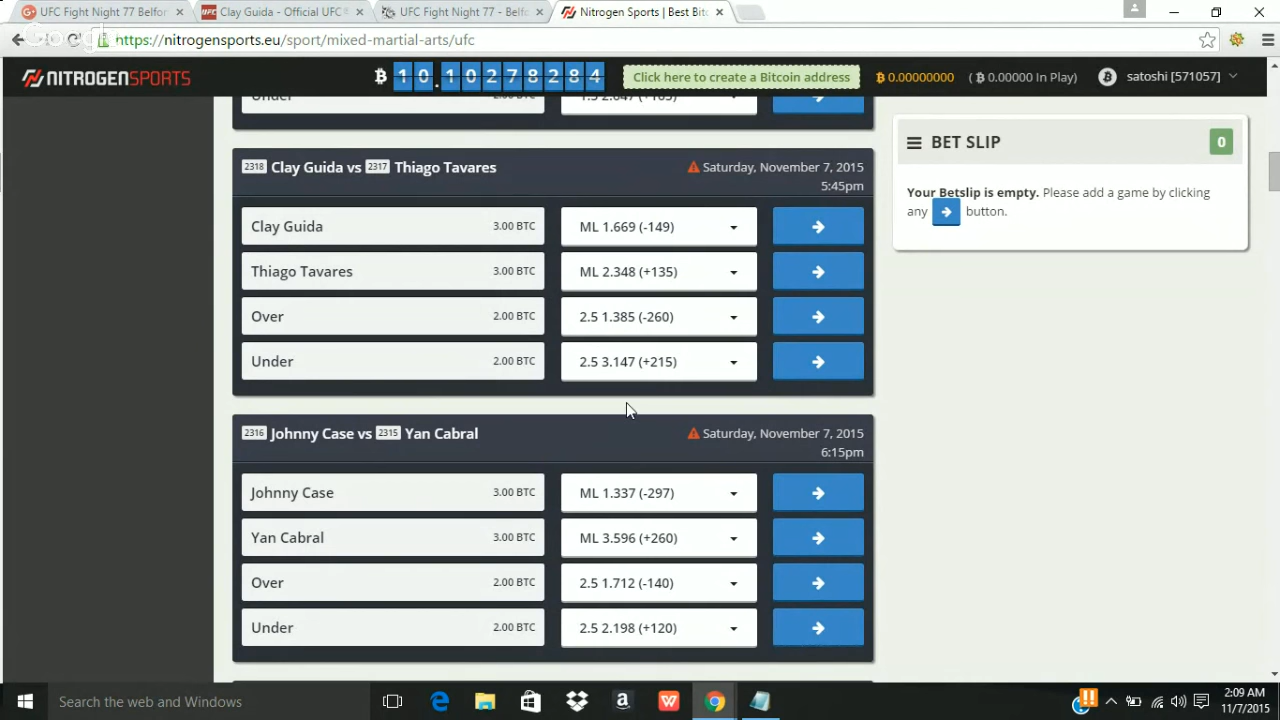 UFC Fight Night 77 Belfor
Clay Guida - Official UFC ®
UFC Fight Night 77 - Belfo
Nitrogen Sports | Best Bitc
https://nitrogensports.eu/sport/mixed-martial-arts/ufc
NITROGENSPORTS
10.10278284
Click here to create a Bitcoin address
0.00000000
( 0.00000 In Play)
satoshi [571057]
Under
2.00 BTC
BET SLIP
0
Your Betslip is empty. Please add a game by clicking
any button.
2318 Clay Guida vs 2317 Thiago Tavares
Saturday, November 7, 2015
5:45pm
Clay Guida 3.00 BTC ML 1.669 (-149)
Thiago Tavares 3.00 BTC ML 2.348 (+135)
Over 2.00 BTC 2.5 1.385 (-260)
Under 2.00 BTC 2.5 3.147 (+215)
2316 Johnny Case vs 2315 Yan Cabral
Saturday, November 7, 2015
6:15pm
Johnny Case 3.00 BTC ML 1.337 (-297)
Yan Cabral 3.00 BTC ML 3.596 (+260)
Over 2.00 BTC 2.5 1.712 (-140)
Under 2.00 BTC 2.5 2.198 (+120)
Search the web and Windows
2:09 AM
11/7/2015